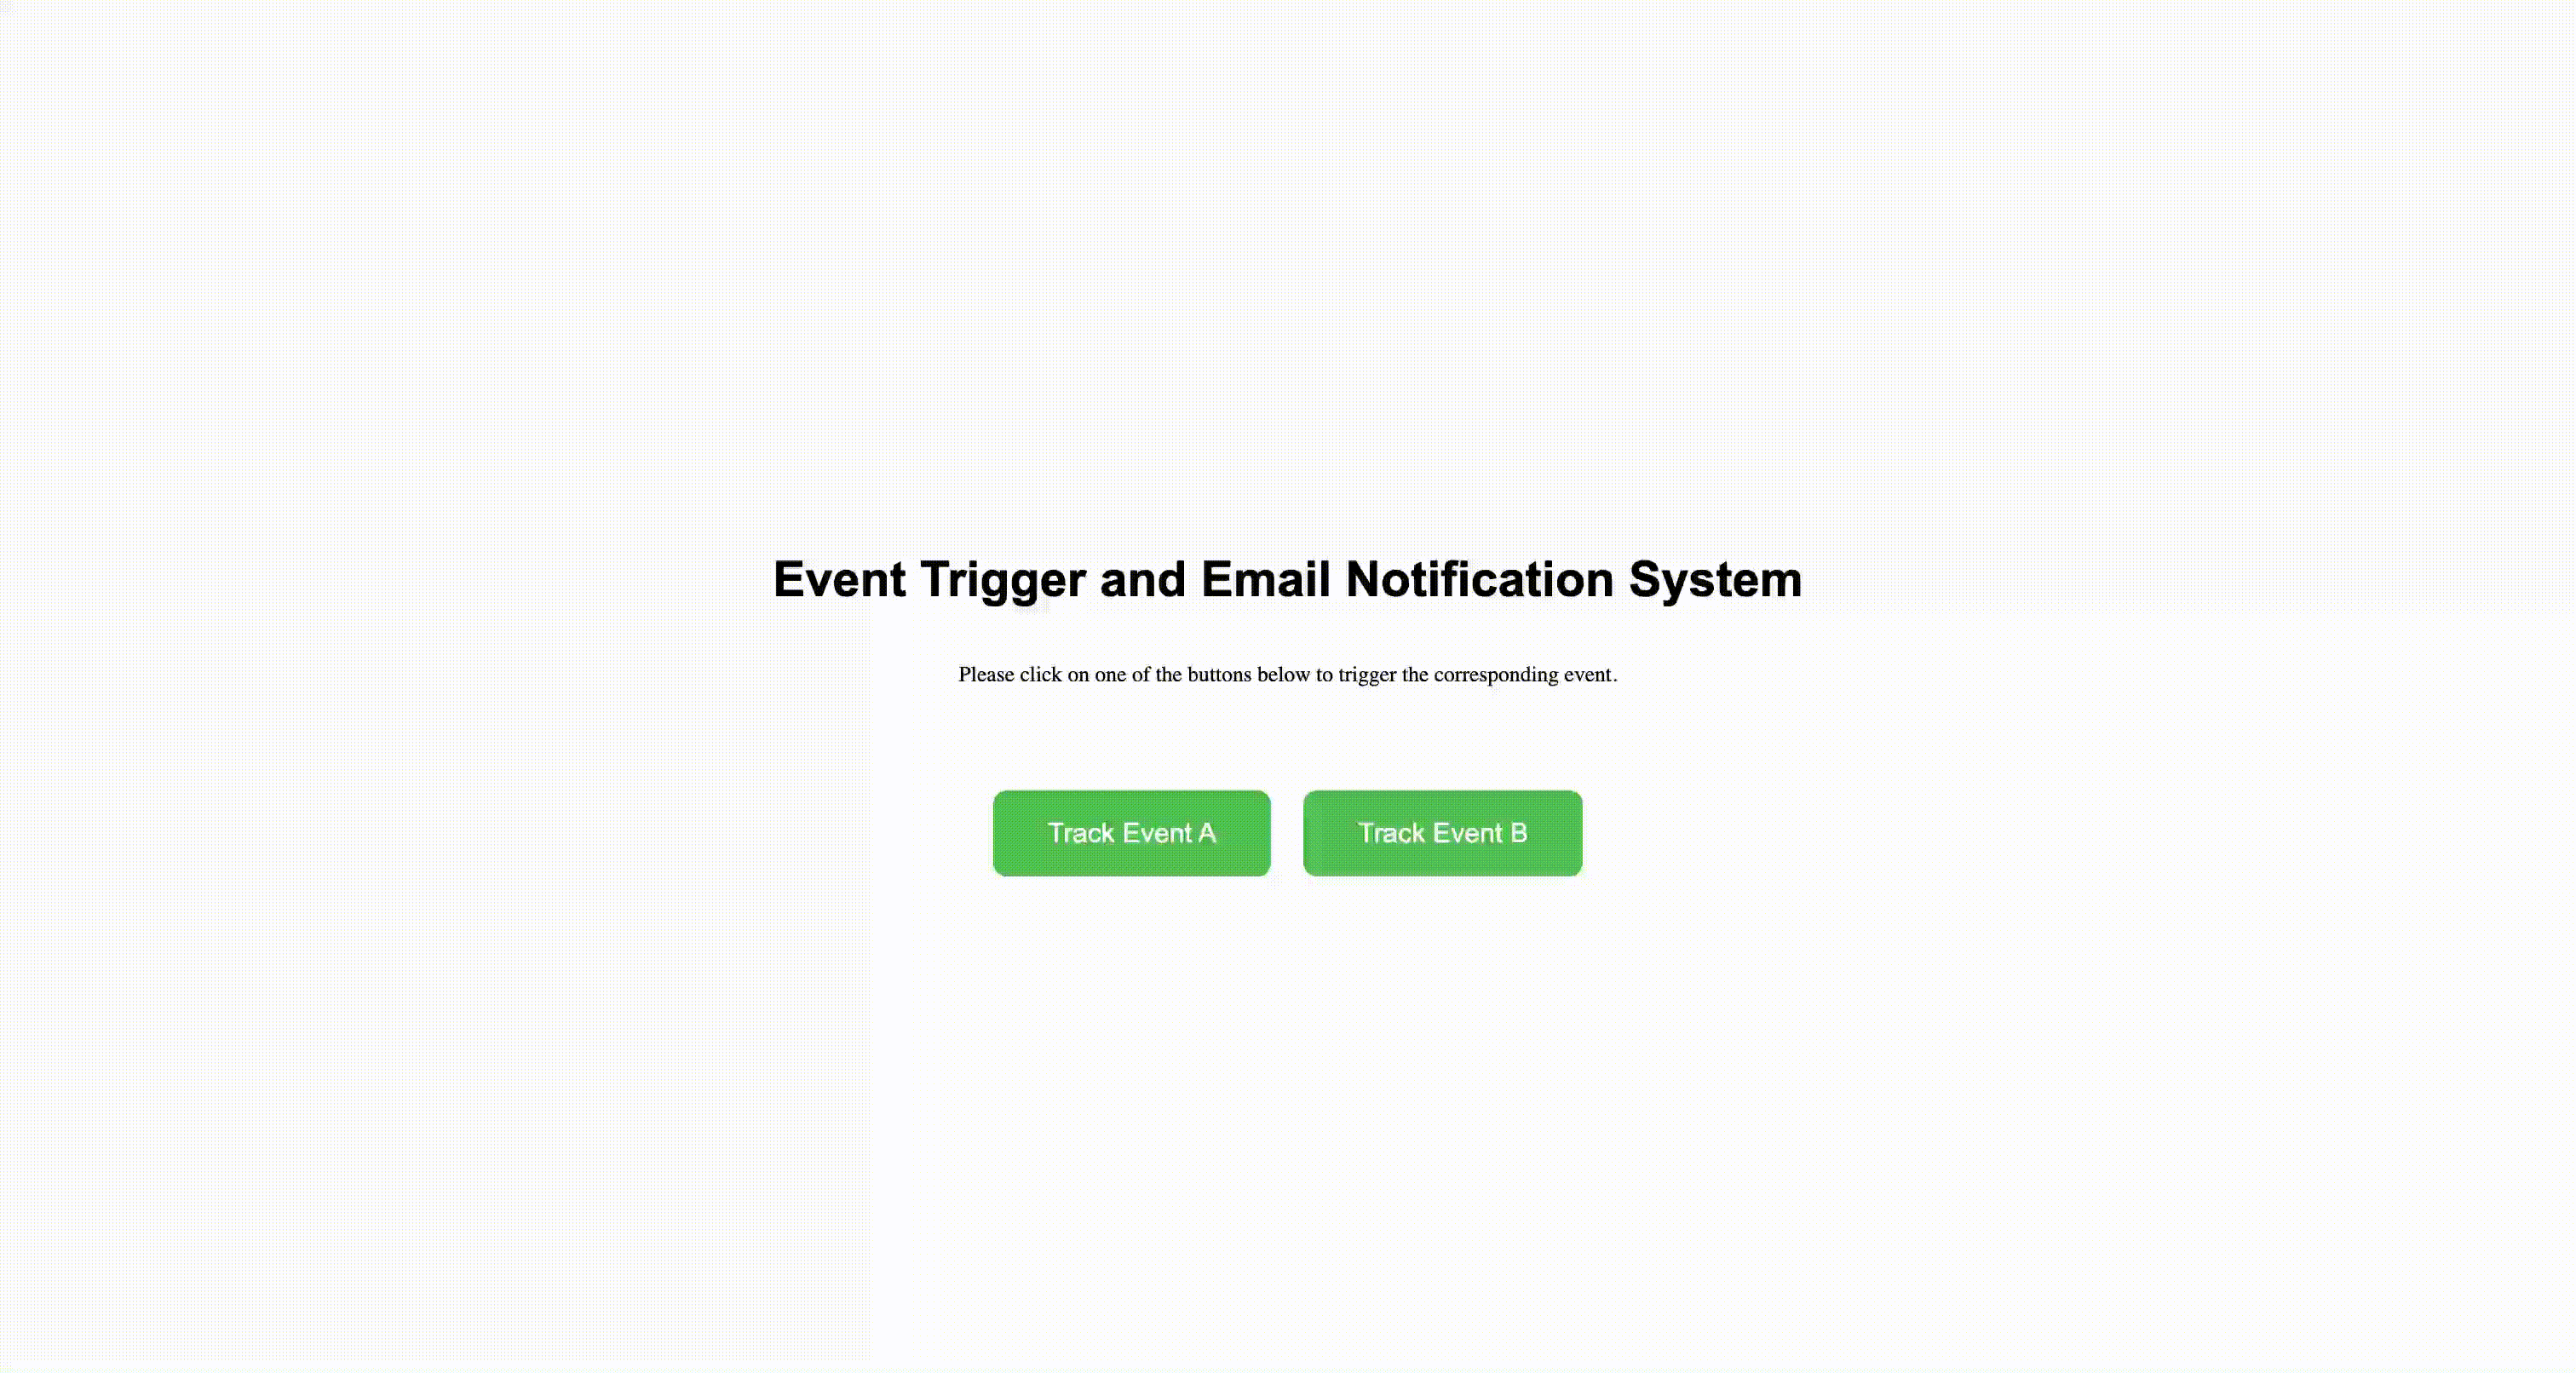 Event Trigger and Email Notification System
Please click on one of the buttons below to trigger the corresponding event.
Track Event A
Track Event B